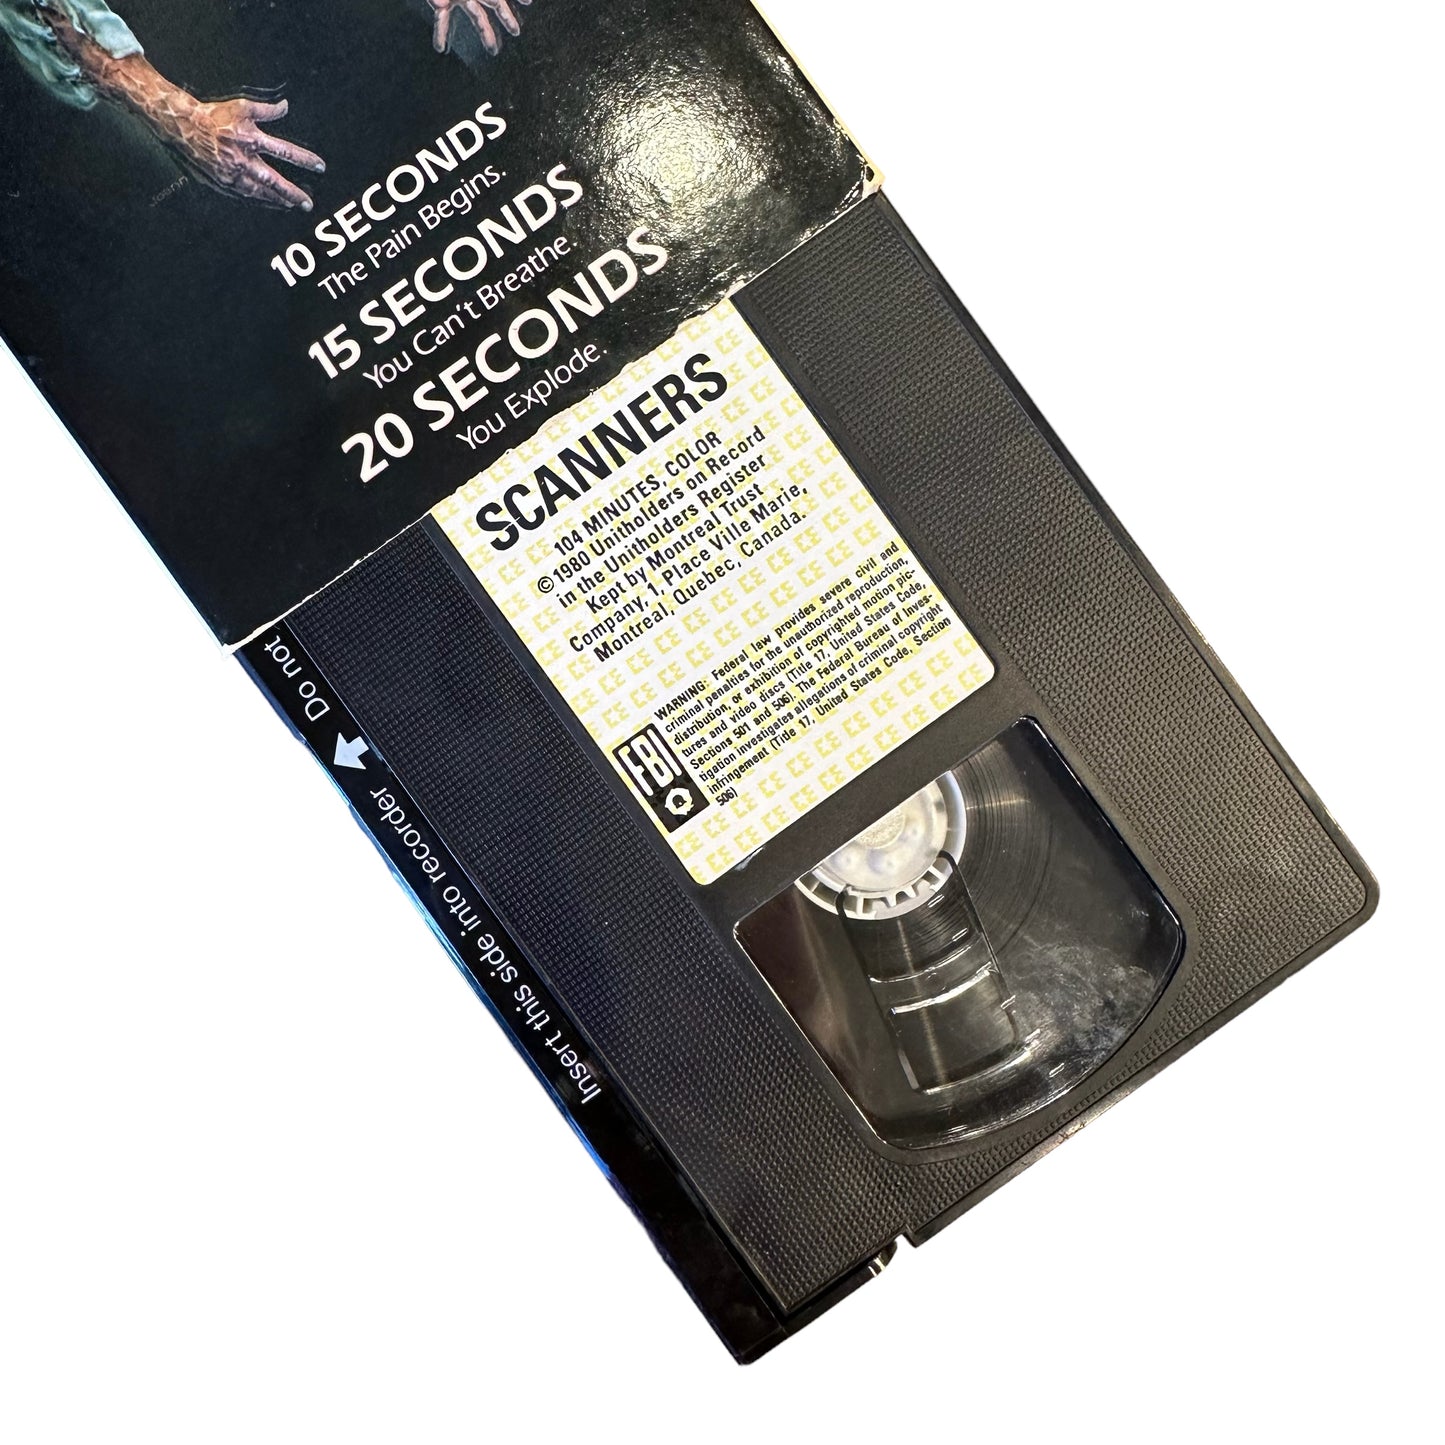 10 SECONDS
The Pain Begins.
15 SECONDS
You Can't Breathe.
20 SECONDS
You Explode.
SCANNERS
104 MINUTES, COLOR
©1980 Unitholders on Record
in the Unitholders Register
Kept by Montreal Trust
Company, 1, Place Ville Marie,
Montreal, Quebec, Canada.
FBI
WARNING: Federal law provides severe civil and
criminal penalties for the unauthorized reproduction,
distribution, or exhibition of copyrighted motion pic-
tures and video discs (Title 17, United States Code,
Sections 501 and 506). The Federal Bureau of Inves-
tigation investigates allegations of criminal copyright
infringement (Title 17, United States Code, Section
506)
Do not
Insert this side into recorder